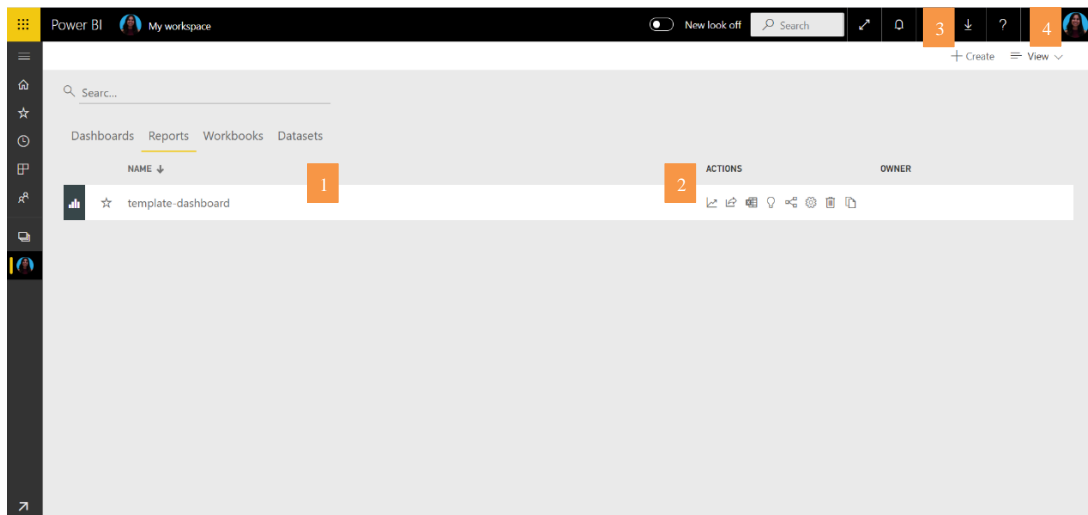 Power BI My workspace New look off Search 3 ? 4
+ Create View
Searc...
Dashboards Reports Workbooks Datasets
NAME 1 ACTIONS OWNER
2
template-dashboard